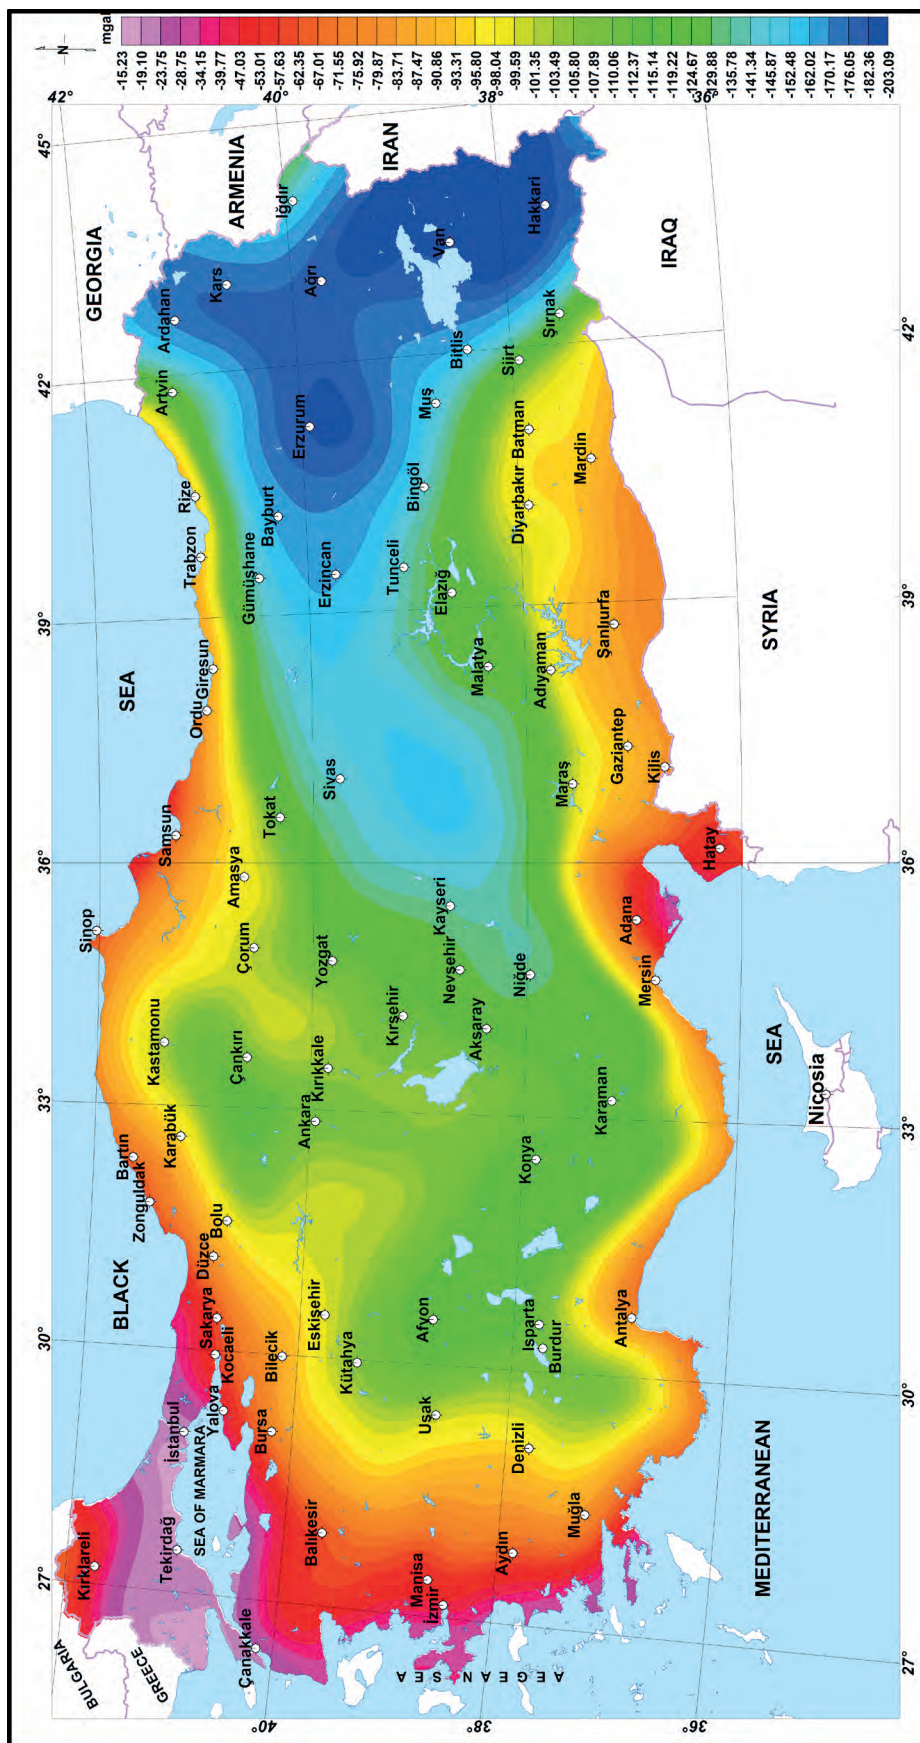 mgal
-15.23
-19.10
-23.75
-28.75
-34.15
-39.77
-47.03
-53.01
-57.63
-62.35
-67.01
-71.55
-75.92
-79.87
-83.71
-87.47
-90.86
-93.31
-95.80
-98.04
-99.59
-101.35
-103.49
-105.80
-107.89
-110.06
-112.37
-115.14
-119.22
-124.67
-129.88
-135.78
-141.34
-145.87
-152.48
-162.02
-170.17
-176.05
-182.36
-203.09
N
27°
30°
33°
36°
39°
42°
45°
42°
40°
38°
36°
40°
38°
36°
27°
30°
33°
36°
39°
42°
BULGARIA
GREECE
GEORGIA
ARMENIA
IRAN
IRAQ
SYRIA
BLACK
SEA
SEA OF MARMARA
AEGEAN SEA
MEDITERRANEAN
SEA
Nicosia
Kırklareli
Tekirdağ
İstanbul
Çanakkale
Yalova
Kocaeli
Sakarya
Düzce
Bolu
Zonguldak
Bartın
Karabük
Kastamonu
Sinop
Samsun
Ordu
Giresun
Trabzon
Rize
Artvin
Ardahan
Kars
Iğdır
Ağrı
Erzurum
Bayburt
Gümüşhane
Erzincan
Tunceli
Bingöl
Muş
Bitlis
Van
Hakkari
Şırnak
Siirt
Batman
Diyarbakır
Mardin
Elazığ
Malatya
Adıyaman
Şanlıurfa
Gaziantep
Kilis
Maraş
Hatay
Adana
Mersin
Niğde
Nevşehir
Kayseri
Sivas
Tokat
Amasya
Çorum
Yozgat
Kırşehir
Aksaray
Kırıkkale
Çankırı
Ankara
Konya
Karaman
Antalya
Isparta
Burdur
Afyon
Eskişehir
Kütahya
Bilecik
Bursa
Balıkesir
Uşak
Denizli
Muğla
Aydın
Manisa
İzmir